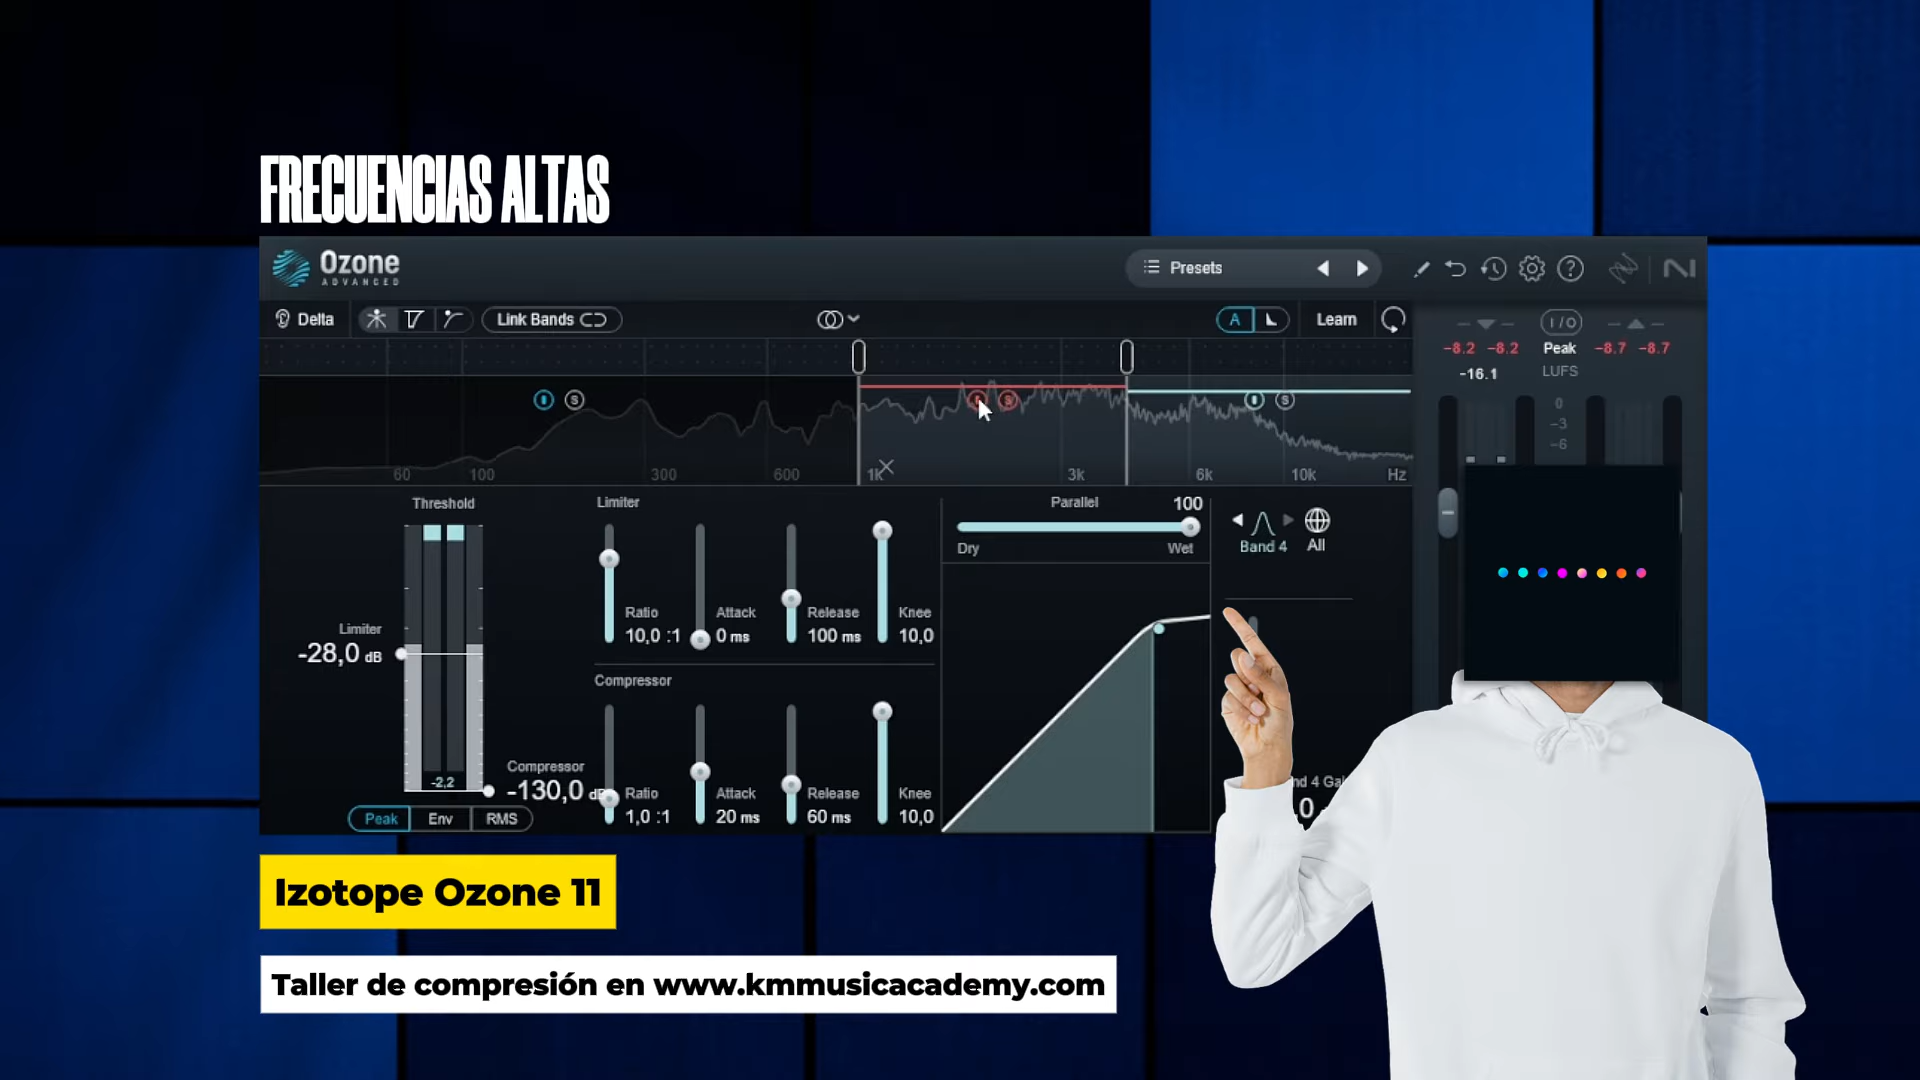 FRECUENCIAS ALTAS
Ozone
ADVANCED
Presets
Delta
Link Bands
A
Learn
I/O
-8.2 -8.2 Peak -8.7 -8.7
-16.1 LUFS
S
S
S
0
-3
-6
60 100 300 600 1K 3k 6k 10k Hz
Threshold
Limiter
Parallel 100
Dry Wet
Band 4 All
Ratio Attack Release Knee
10,0 :1 0 ms 100 ms 10,0
Limiter
-28,0 dB
Compressor
Compressor
-130,0 dB
-2,2
Ratio Attack Release Knee
1,0 :1 20 ms 60 ms 10,0
Peak Env RMS
Izotope Ozone 11
Taller de compresión en www.kmmusicacademy.com